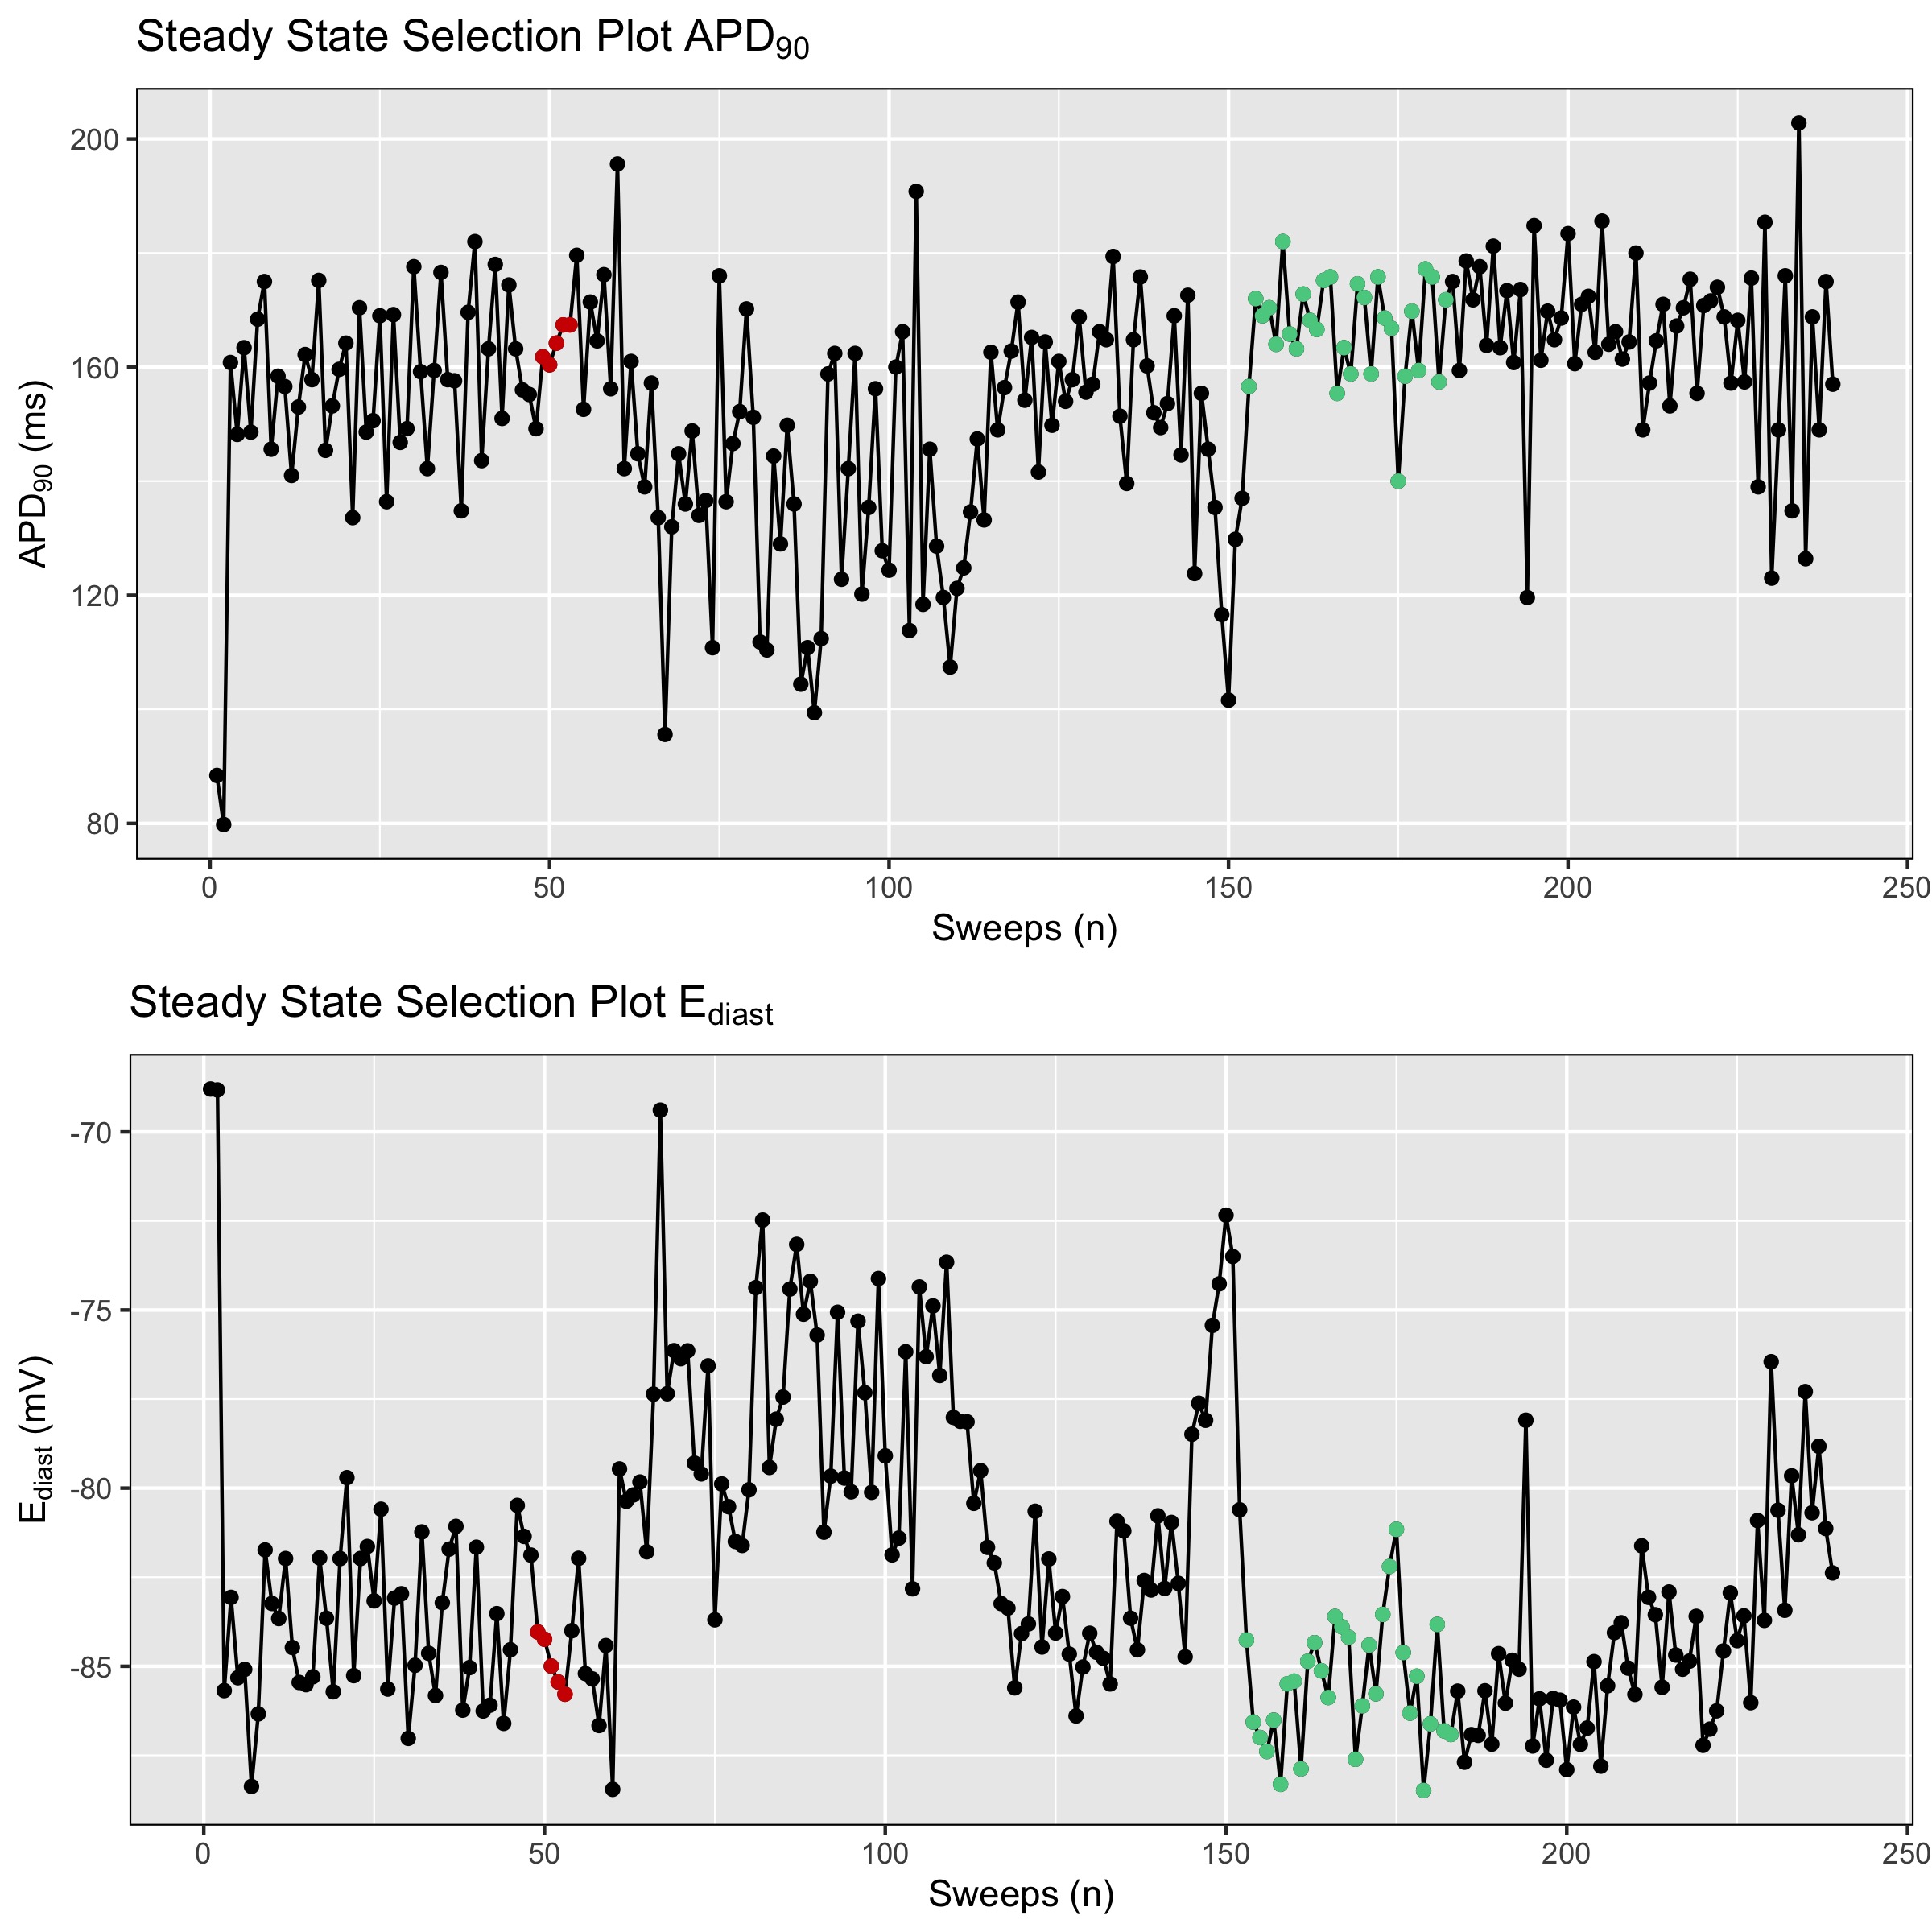 Steady State Selection Plot APD90
200
160
120
80
APD90 (ms)
0 50 100 150 200 250
Sweeps (n)
Steady State Selection Plot Ediast
-70
-75
-80
-85
Ediast (mV)
0 50 100 150 200 250
Sweeps (n)